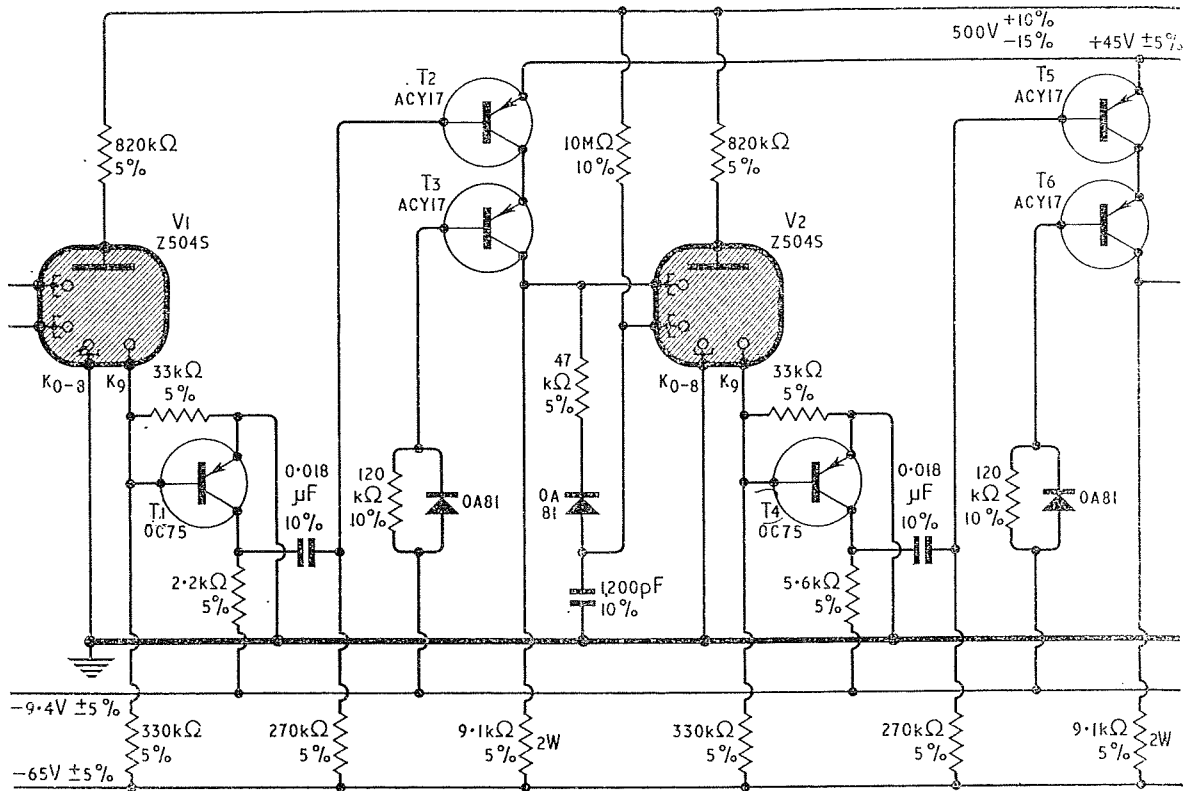 500V +10%
-15%
+45V ±5%
T2
ACY17
T5
ACY17
820kΩ
5%
10MΩ
10%
820kΩ
5%
T3
ACY17
T6
ACY17
V1
Z504S
V2
Z504S
K0-8
K9
33kΩ
5%
47
kΩ
5%
K0-8
K9
33kΩ
5%
T1
OC75
0·018
µF
10%
120
kΩ
10%
OA81
OA
81
T4
OC75
0·018
µF
10%
120
kΩ
10%
OA81
2·2kΩ
5%
1,200pF
10%
5·6kΩ
5%
-9·4V ±5%
330kΩ
5%
270kΩ
5%
9·1kΩ
5%
2W
330kΩ
5%
270kΩ
5%
9·1kΩ
5%
2W
-65V ±5%